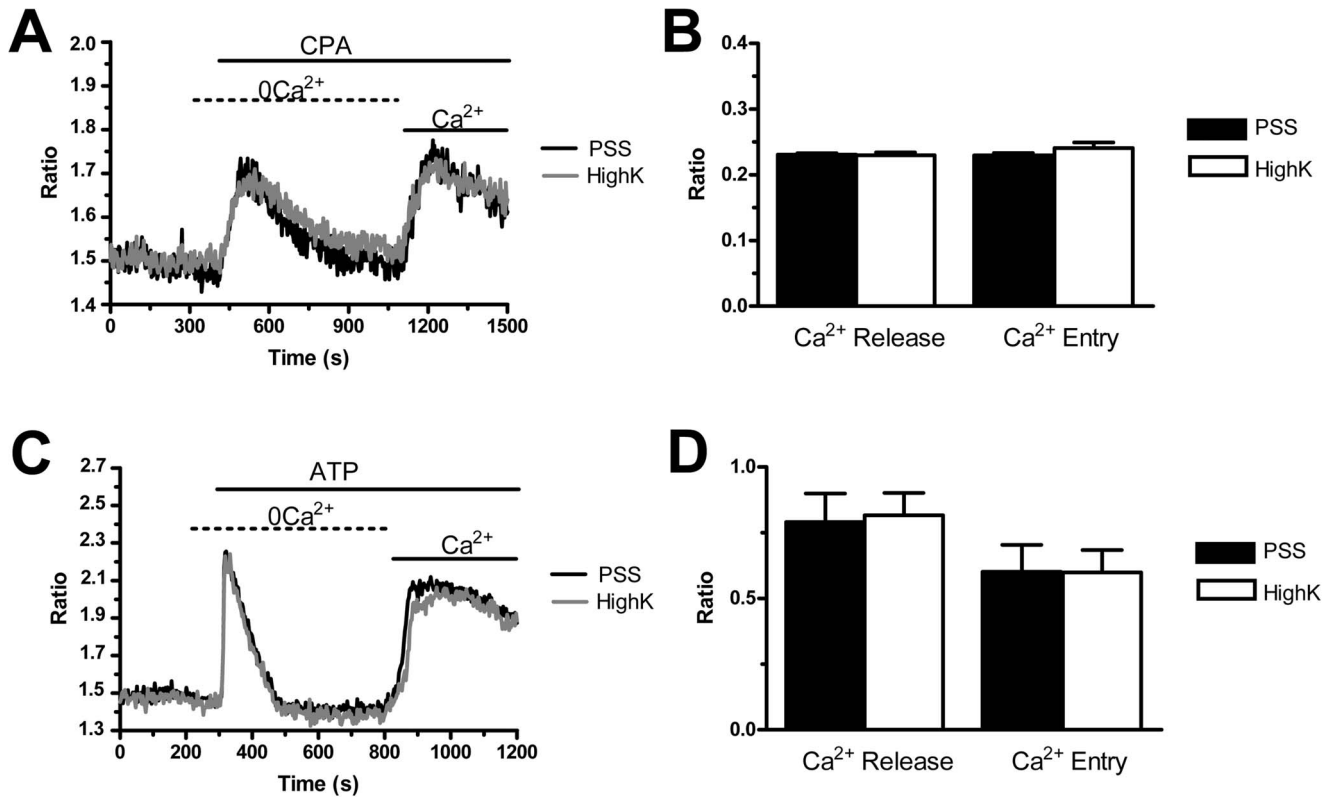 A
2.0
1.9
1.8
1.7
1.6
1.5
1.4
Ratio
CPA
0Ca²⁺
Ca²⁺
PSS
HighK
0 300 600 900 1200 1500
Time (s)
B
0.4
0.3
0.2
0.1
0.0
Ratio
PSS
HighK
Ca²⁺ Release Ca²⁺ Entry
C
2.7
2.5
2.3
2.1
1.9
1.7
1.5
1.3
Ratio
ATP
0Ca²⁺
Ca²⁺
PSS
HighK
0 200 400 600 800 1000 1200
Time (s)
D
1.0
0.5
0.0
Ratio
PSS
HighK
Ca²⁺ Release Ca²⁺ Entry